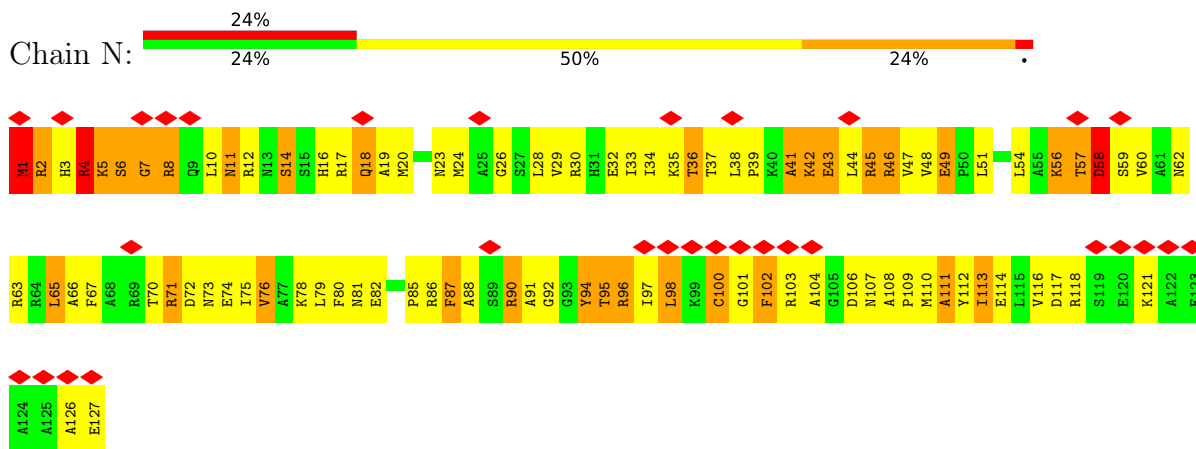 24%
Chain N:
24% 50% 24% •
M1 R2 H3 R4 K5 S6 G7 R8 Q9 L10 N11 R12 N13 S14 S15 H16 R17 Q18 A19 M20 N23 M24 A25 G26 S27 L28 V29 R30 H31 E32 I33 I34 K35 T36 T37 L38 P39 K40 A41 K42 E43 L44 R45 R46 V47 V48 E49 P50 L51 L54 A55 K56 T57 D58 S59 V60 A61 N62
R63 R64 L65 A66 F67 A68 R69 T70 R71 D72 N73 E74 I75 V76 A77 K78 L79 F80 N81 E82 P85 R86 F87 A88 S89 R90 A91 G92 G93 Y94 T95 R96 I97 L98 K99 C100 G101 F102 R103 A104 G105 D106 N107 A108 P109 M110 A111 Y112 I113 E114 L115 V116 D117 R118 S119 E120 K121 A122 E123
A124 A125 A126 E127